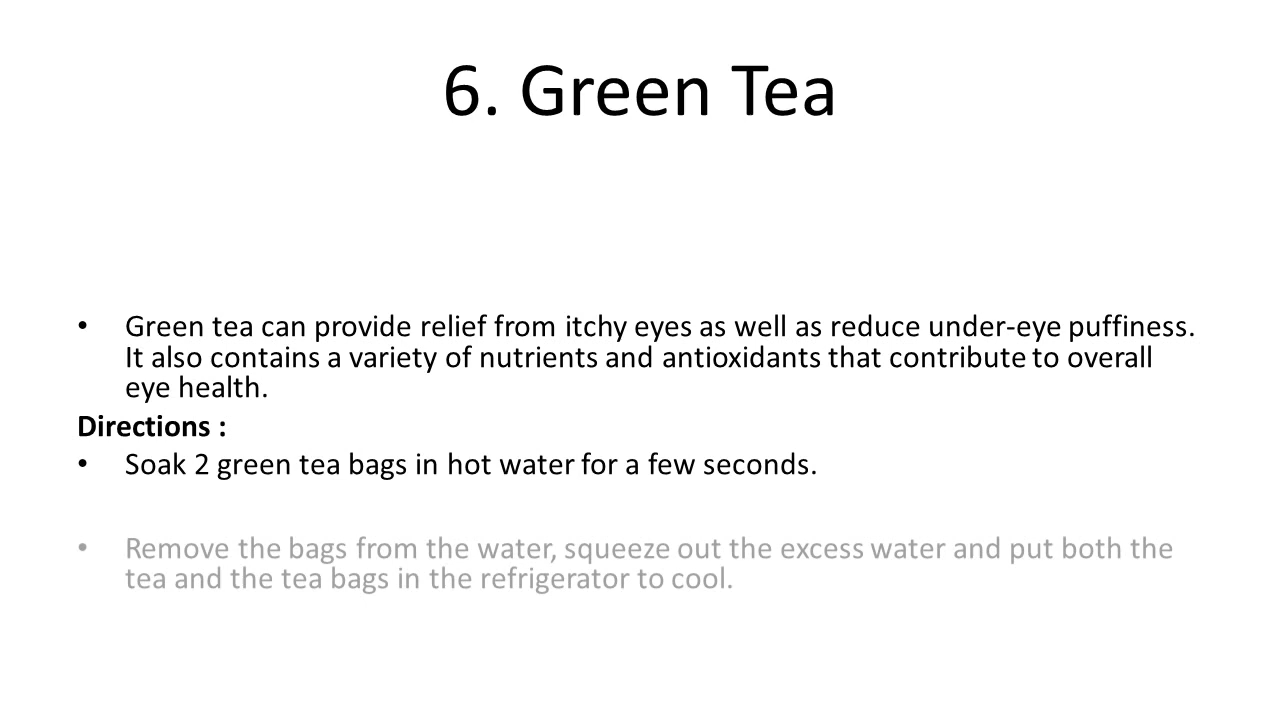 6. Green Tea
• Green tea can provide relief from itchy eyes as well as reduce under-eye puffiness.
It also contains a variety of nutrients and antioxidants that contribute to overall
eye health.
Directions :
• Soak 2 green tea bags in hot water for a few seconds.
• Remove the bags from the water, squeeze out the excess water and put both the
tea and the tea bags in the refrigerator to cool.